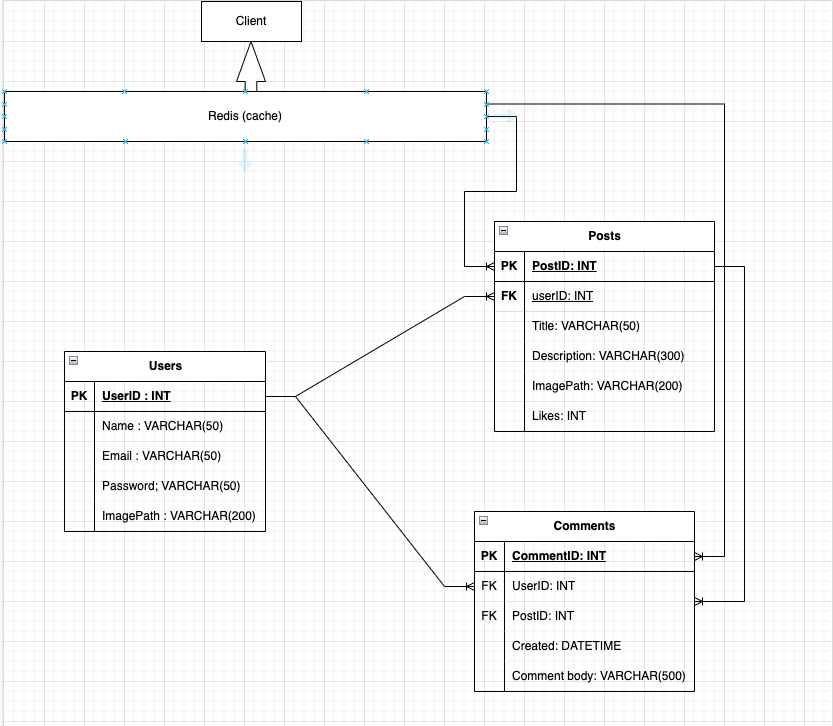 Client
Redis (cache)
Posts
PK PostID: INT
FK userID: INT
Title: VARCHAR(50)
Description: VARCHAR(300)
ImagePath: VARCHAR(200)
Likes: INT
Users
PK UserID : INT
Name : VARCHAR(50)
Email : VARCHAR(50)
Password; VARCHAR(50)
ImagePath : VARCHAR(200)
Comments
PK CommentID: INT
FK UserID: INT
FK PostID: INT
Created: DATETIME
Comment body: VARCHAR(500)